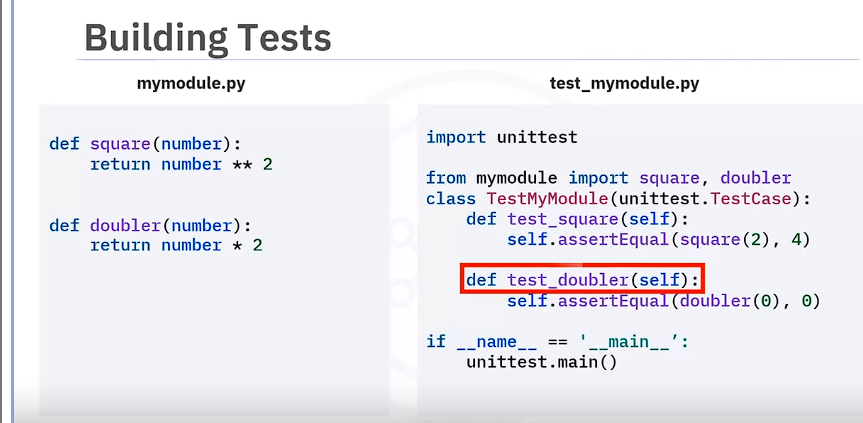 Building Tests
mymodule.py
def square(number):
return number ** 2
def doubler(number):
return number * 2
test_mymodule.py
import unittest
from mymodule import square, doubler
class TestMyModule(unittest.TestCase):
def test_square(self):
self.assertEqual(square(2), 4)
def test_doubler(self):
self.assertEqual(doubler(0), 0)
if __name__ == '__main__’:
unittest.main()